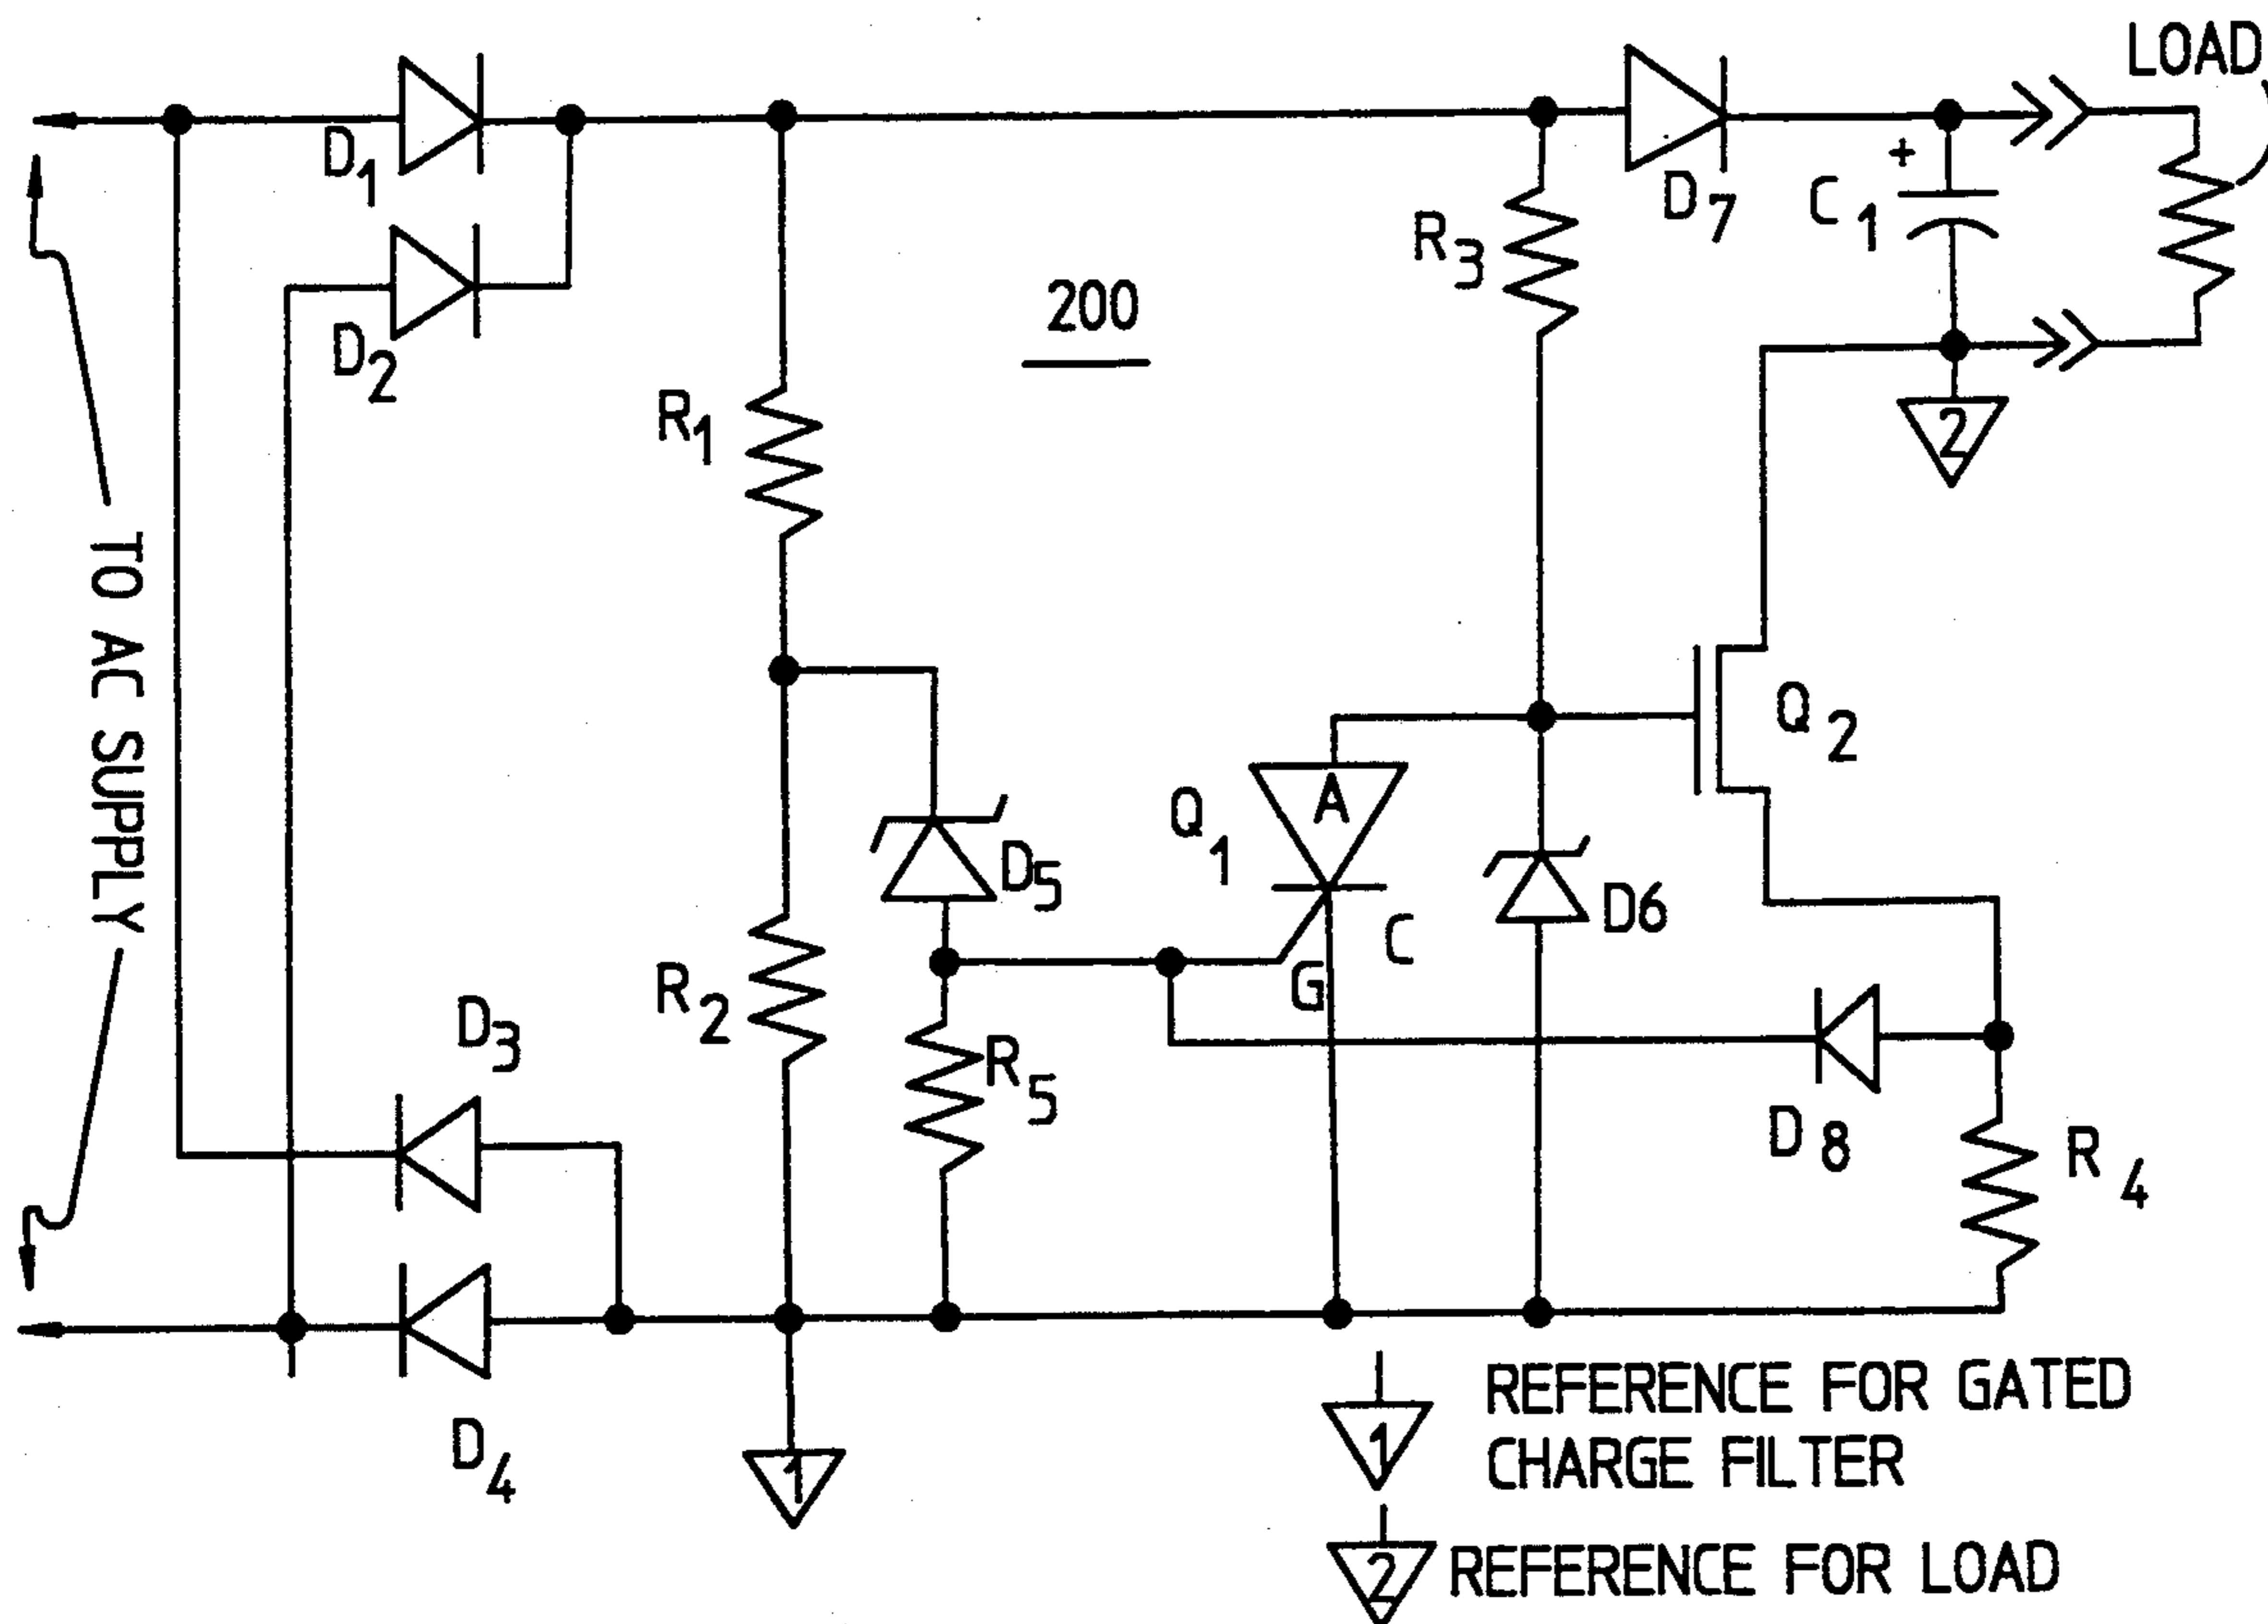 LOAD
D1
D7
+
C1
R3
D2
200
R1
2
TO AC SUPPLY
Q2
A
Q1
D5
D6
C
G
R2
D3
R5
D8
R4
D4
1
1
REFERENCE FOR GATED
CHARGE FILTER
2
REFERENCE FOR LOAD